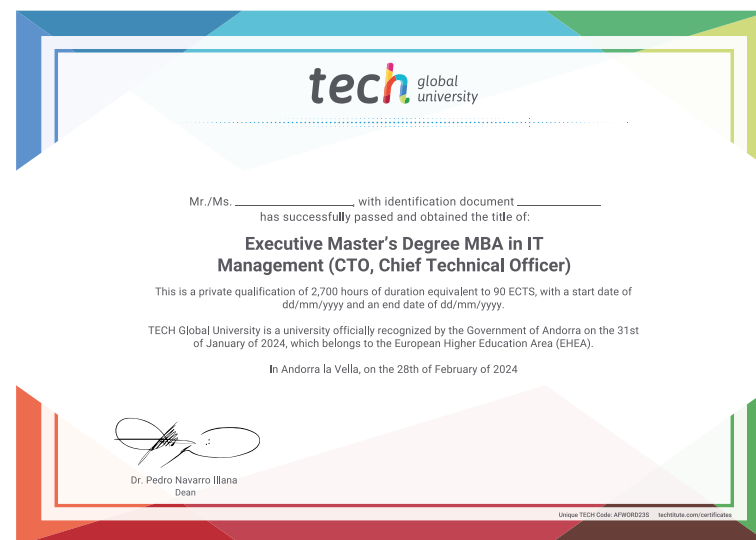 tech global
university
Mr./Ms. ____________, with identification document ____________
has successfully passed and obtained the title of:
Executive Master's Degree MBA in IT
Management (CTO, Chief Technical Officer)
This is a private qualification of 2,700 hours of duration equivalent to 90 ECTS, with a start date of
dd/mm/yyyy and an end date of dd/mm/yyyy.
TECH Global University is a university officially recognized by the Government of Andorra on the 31st
of January of 2024, which belongs to the European Higher Education Area (EHEA).
In Andorra la Vella, on the 28th of February of 2024
Dr. Pedro Navarro Illana
Dean
Unique TECH Code: AFWORD23S techtitute.com/certificates